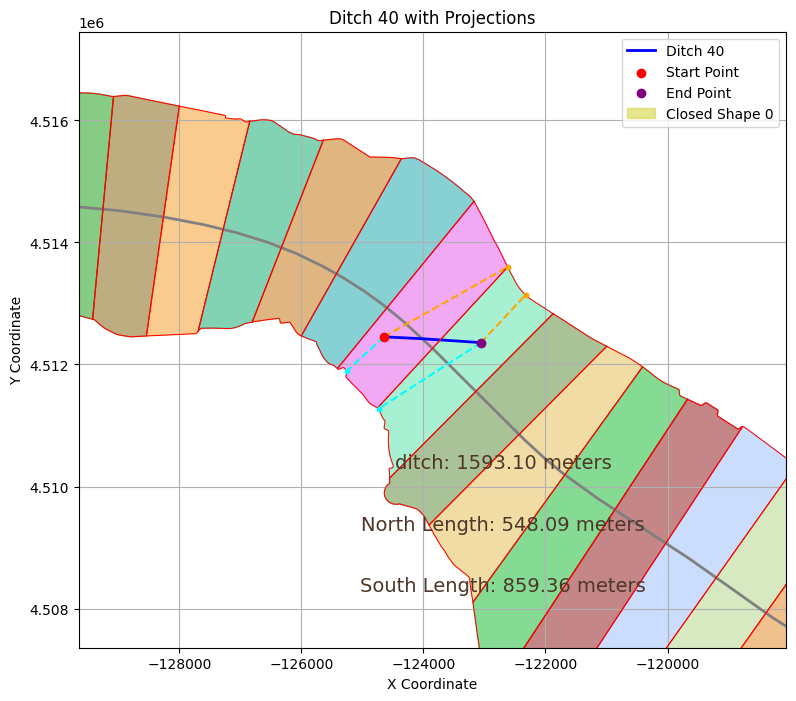 Ditch 40 with Projections
1e6
Ditch 40
Start Point
End Point
Closed Shape 0
4.516
4.514
4.512
4.510
4.508
Y Coordinate
ditch: 1593.10 meters
North Length: 548.09 meters
South Length: 859.36 meters
−128000 −126000 −124000 −122000 −120000
X Coordinate